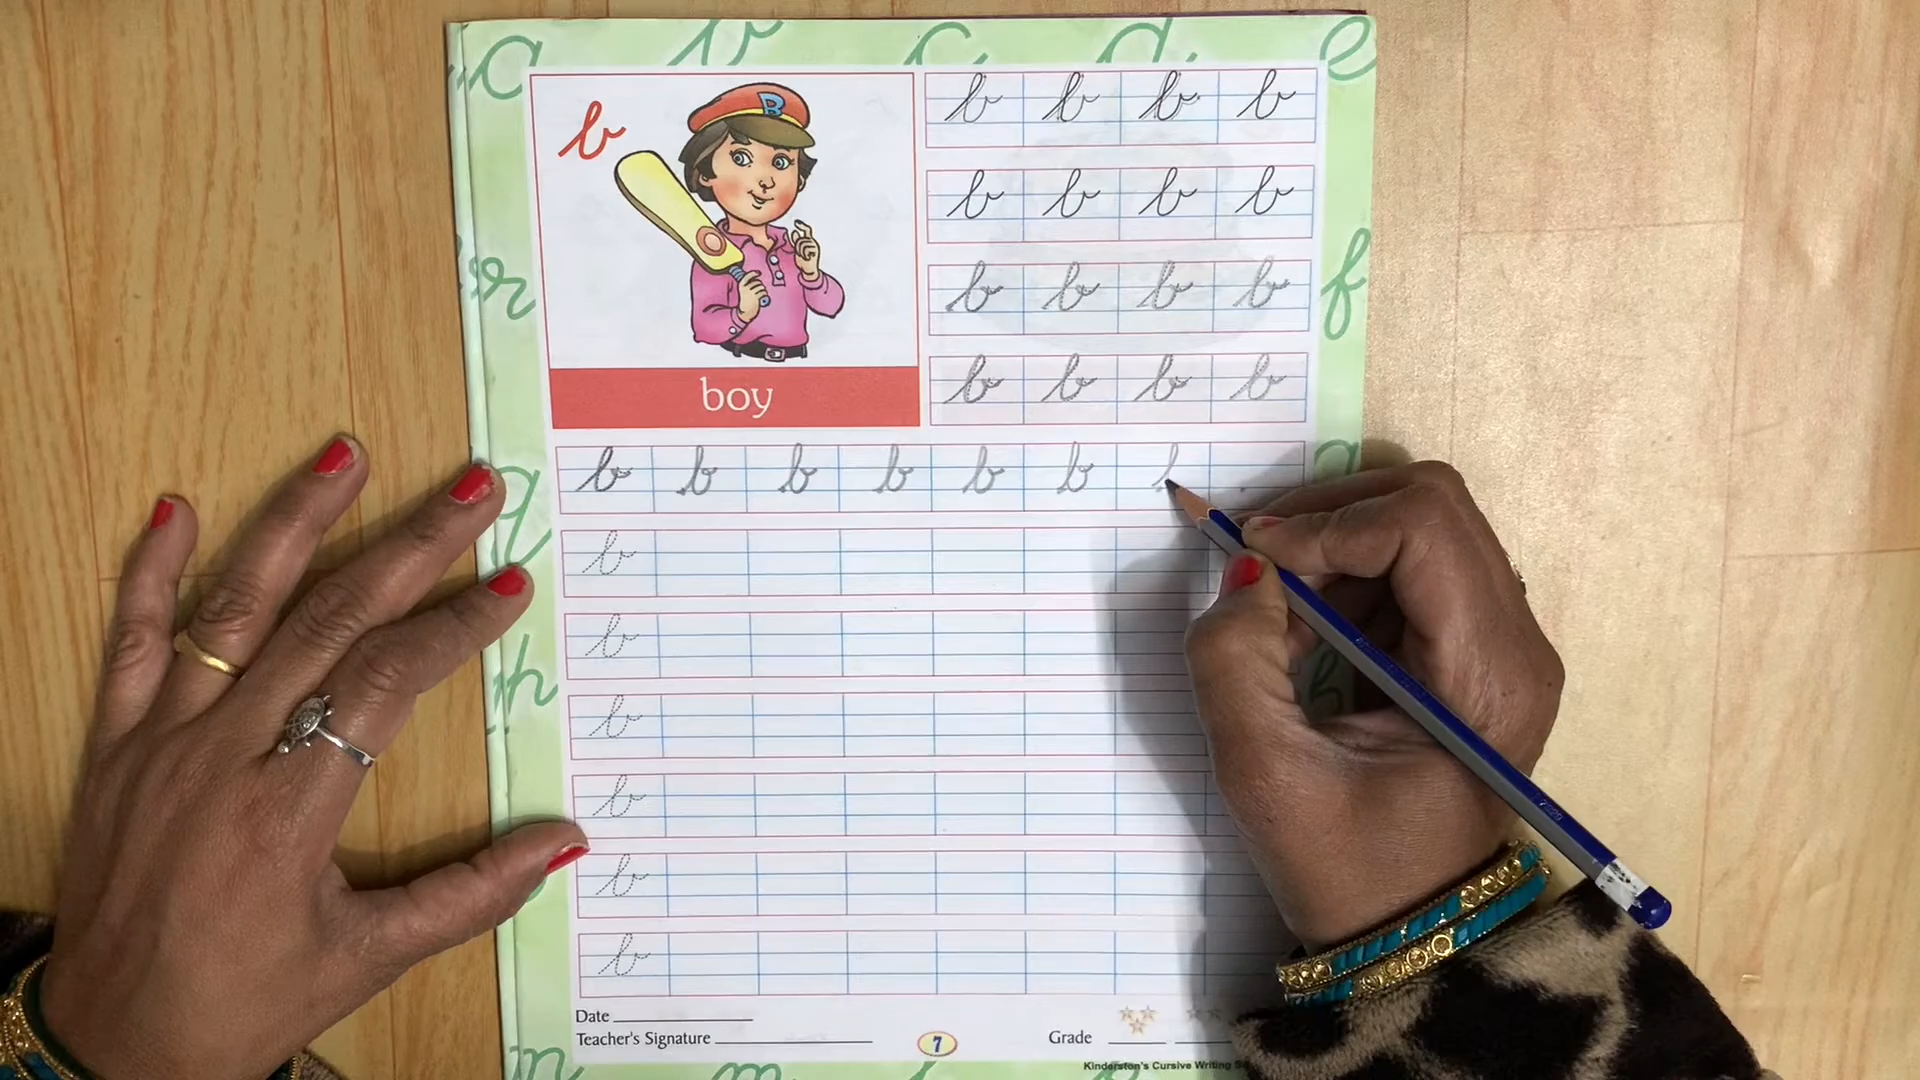 a b c d e
b
B
b b b b
b b b b
b b b b
b b b b
boy
b b b b b b b
b
b
b
b
b
b
Date
Teacher's Signature
7
Grade
Kinderston's Cursive Writing